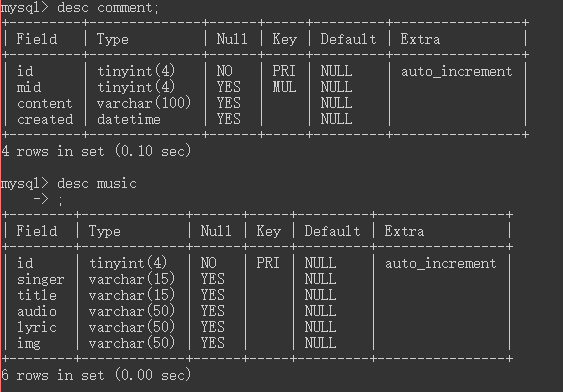 mysql> desc comment;
+---------+--------------+------+-----+---------+----------------+
| Field | Type | Null | Key | Default | Extra |
+---------+--------------+------+-----+---------+----------------+
| id | tinyint(4) | NO | PRI | NULL | auto_increment |
| mid | tinyint(4) | YES | MUL | NULL | |
| content | varchar(100) | YES | | NULL | |
| created | datetime | YES | | NULL | |
+---------+--------------+------+-----+---------+----------------+
4 rows in set (0.10 sec)
mysql> desc music
-> ;
+--------+-------------+------+-----+---------+----------------+
| Field | Type | Null | Key | Default | Extra |
+--------+-------------+------+-----+---------+----------------+
| id | tinyint(4) | NO | PRI | NULL | auto_increment |
| singer | varchar(15) | YES | | NULL | |
| title | varchar(15) | YES | | NULL | |
| audio | varchar(50) | YES | | NULL | |
| lyric | varchar(50) | YES | | NULL | |
| img | varchar(50) | YES | | NULL | |
+--------+-------------+------+-----+---------+----------------+
6 rows in set (0.00 sec)